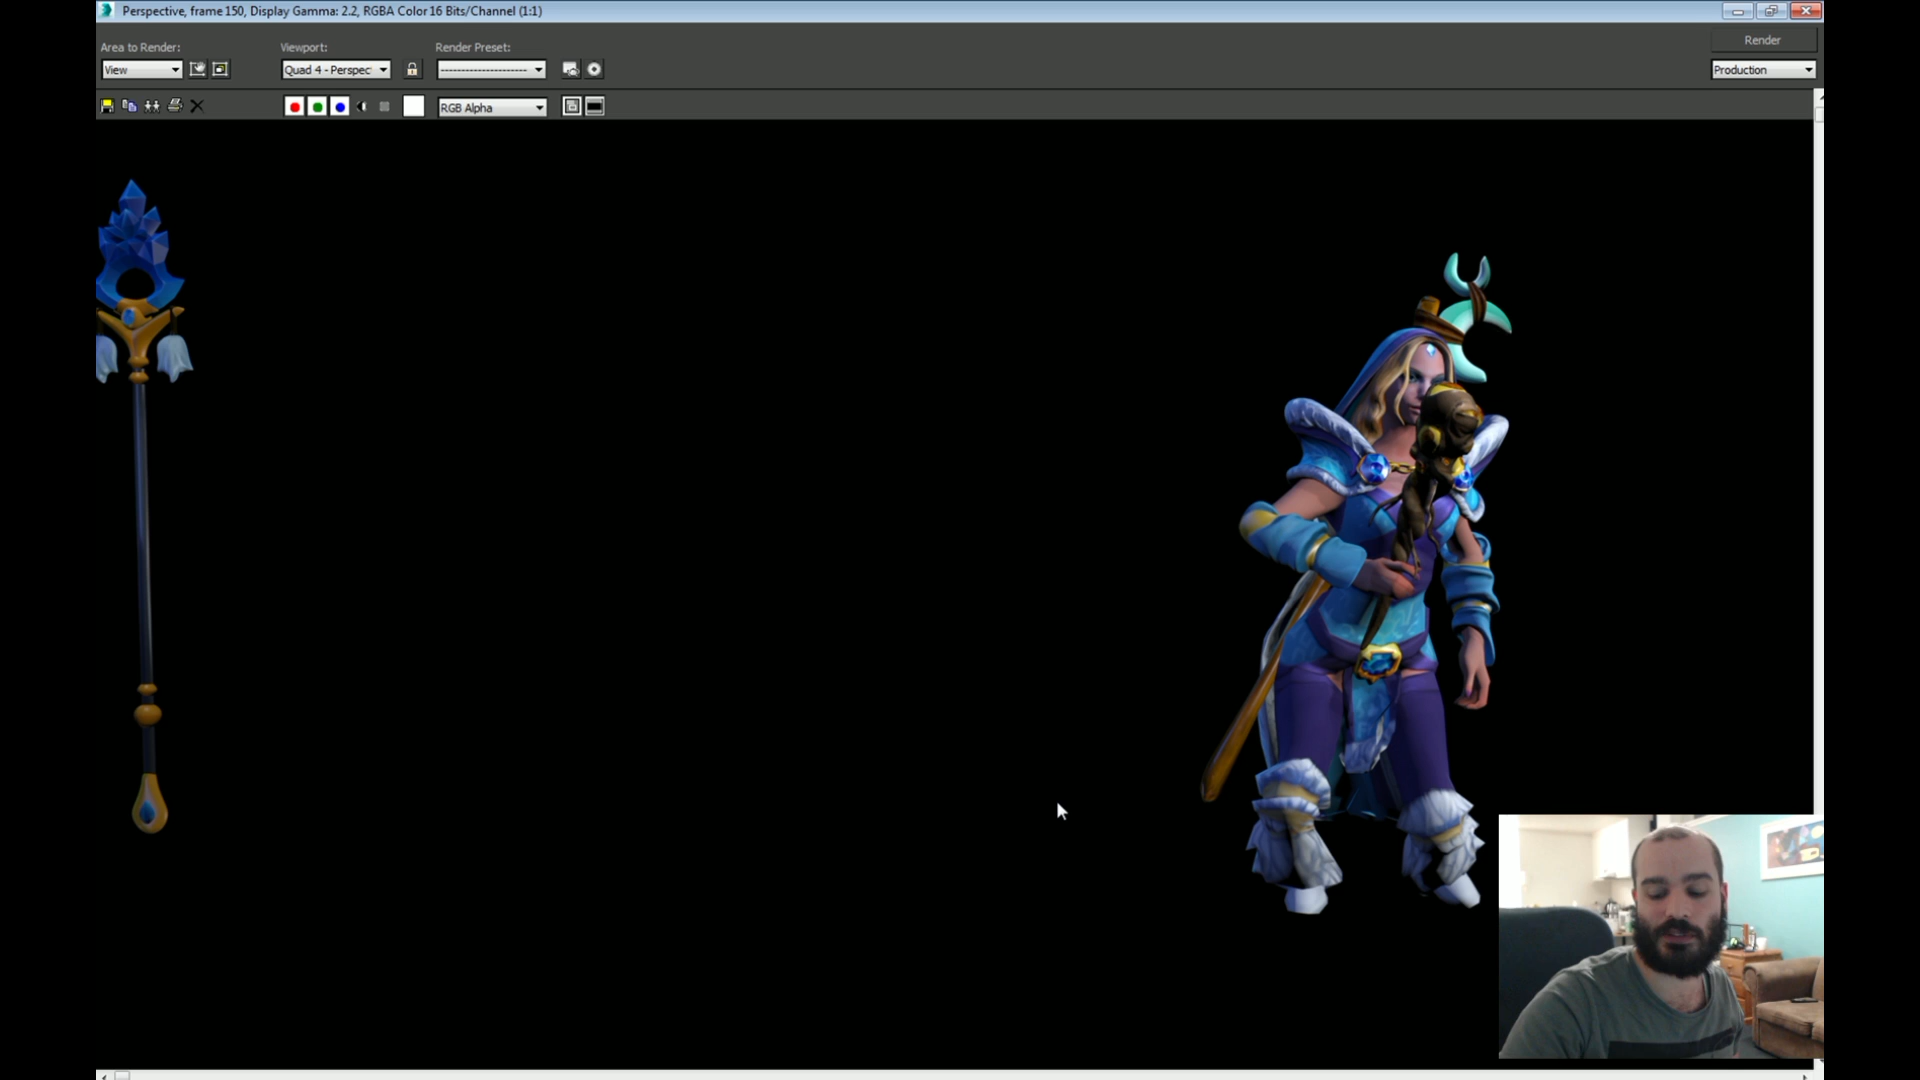 Perspective, frame 150, Display Gamma: 2.2, RGBA Color 16 Bits/Channel (1:1)
Area to Render:
Viewport:
Render Preset:
Render
View
Quad 4 - Perspec
Production
RGB Alpha